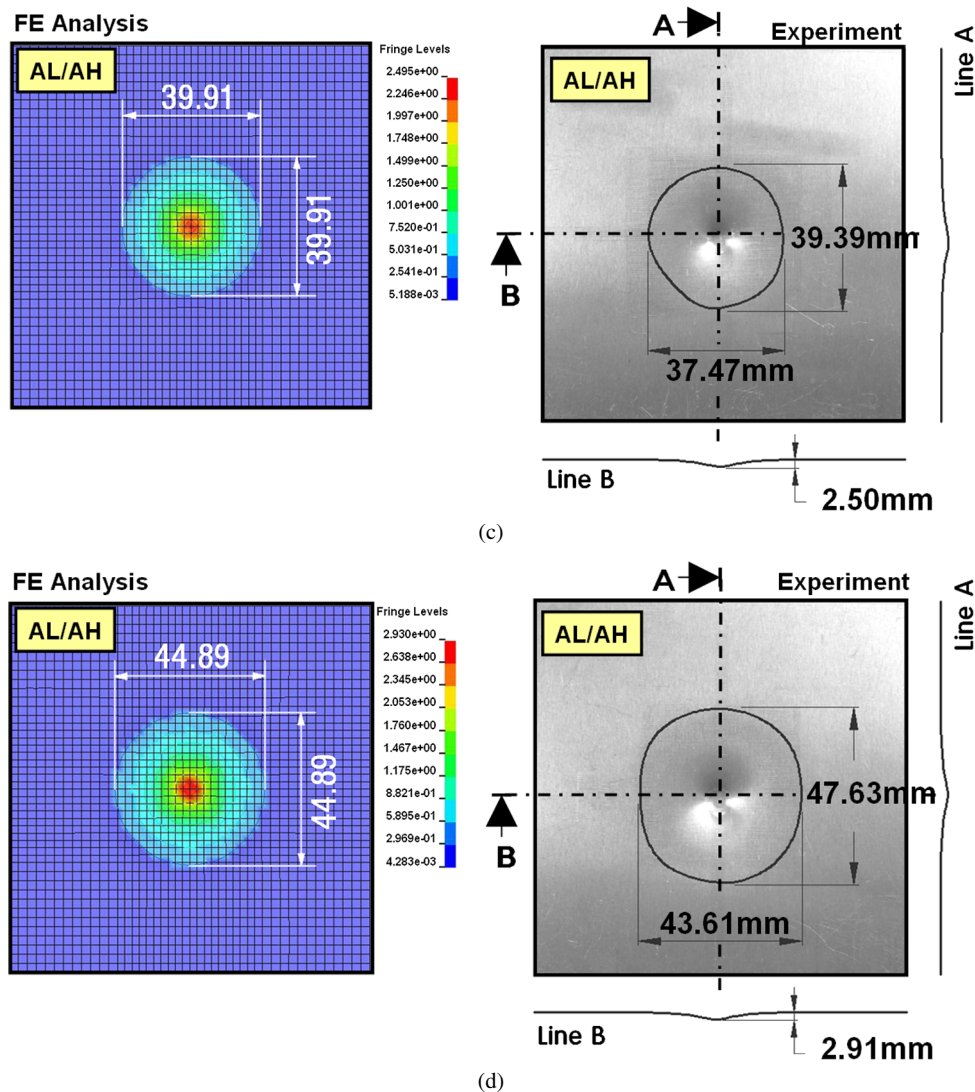 FE Analysis
AL/AH
39.91
39.91
Fringe Levels
2.495e+00
2.246e+00
1.997e+00
1.748e+00
1.499e+00
1.250e+00
1.001e+00
7.520e-01
5.031e-01
2.541e-01
5.188e-03
A
Experiment
AL/AH
Line A
B
39.39mm
37.47mm
Line B
2.50mm
(c)
FE Analysis
AL/AH
44.89
44.89
Fringe Levels
2.930e+00
2.638e+00
2.345e+00
2.053e+00
1.760e+00
1.467e+00
1.175e+00
8.821e-01
5.895e-01
2.969e-01
4.283e-03
A
Experiment
AL/AH
Line A
B
47.63mm
43.61mm
Line B
2.91mm
(d)